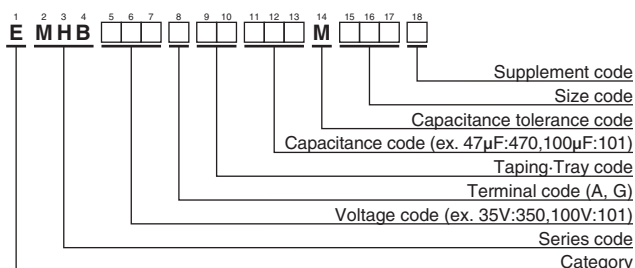 1 2 3 4 5 6 7 8 9 10 11 12 13 14 15 16 17 18
E M H B M
Supplement code
Size code
Capacitance tolerance code
Capacitance code (ex. 47µF:470,100µF:101)
Taping·Tray code
Terminal code (A, G)
Voltage code (ex. 35V:350,100V:101)
Series code
Category